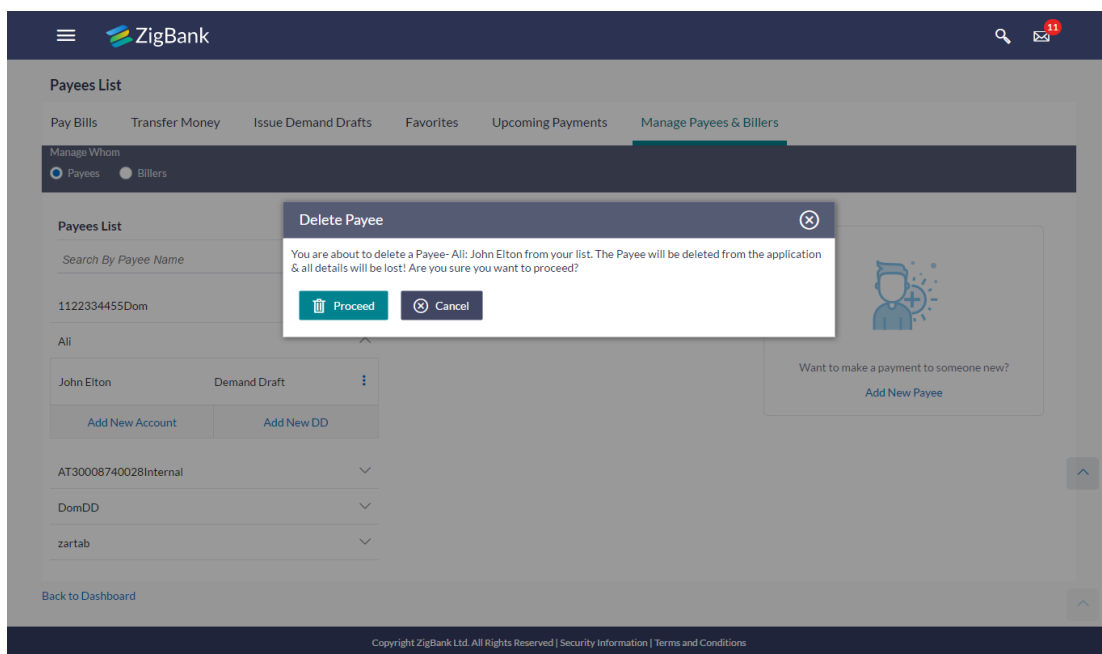 ZigBank
11
Payees List
Pay Bills Transfer Money Issue Demand Drafts Favorites Upcoming Payments Manage Payees & Billers
Manage Whom
Payees Billers
Payees List
Search By Payee Name
1122334455Dom
Ali
John Elton Demand Draft
Add New Account Add New DD
AT30008740028Internal
DomDD
zartab
Delete Payee
You are about to delete a Payee- Ali: John Elton from your list. The Payee will be deleted from the application
& all details will be lost! Are you sure you want to proceed?
Proceed Cancel
Want to make a payment to someone new?
Add New Payee
Back to Dashboard
Copyright ZigBank Ltd. All Rights Reserved | Security Information | Terms and Conditions